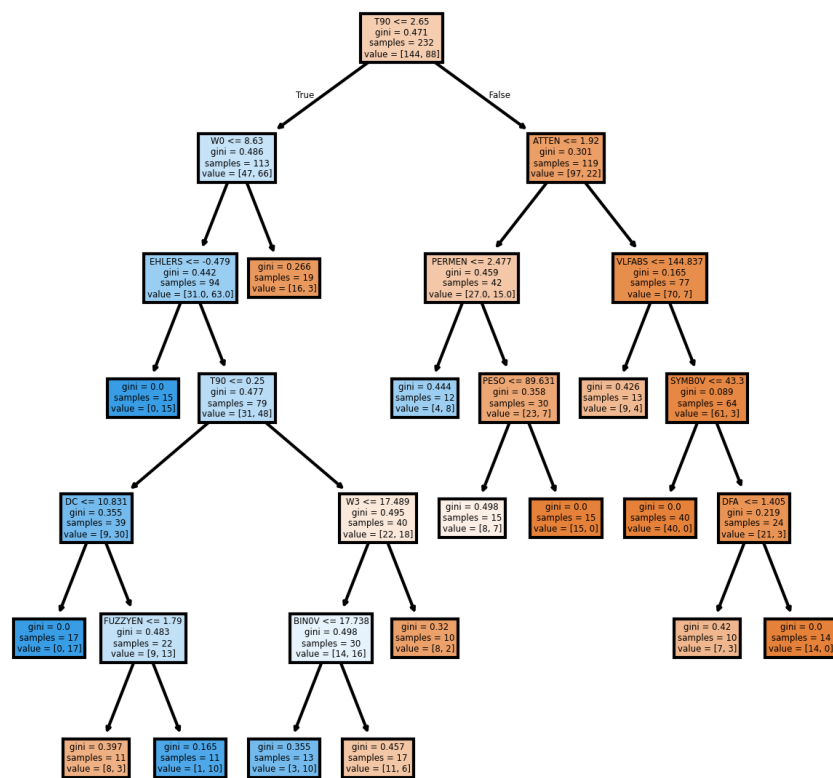 T90 <= 2.65
gini = 0.471
samples = 232
value = [144, 88]
True
False
W0 <= 8.63
gini = 0.486
samples = 113
value = [47, 66]
ATTEN <= 1.92
gini = 0.301
samples = 119
value = [97, 22]
EHLERS <= -0.479
gini = 0.442
samples = 94
value = [31.0, 63.0]
gini = 0.266
samples = 19
value = [16, 3]
PERMEN <= 2.477
gini = 0.459
samples = 42
value = [27.0, 15.0]
VLFABS <= 144.837
gini = 0.165
samples = 77
value = [70, 7]
gini = 0.0
samples = 15
value = [0, 15]
T90 <= 0.25
gini = 0.477
samples = 79
value = [31, 48]
gini = 0.444
samples = 12
value = [4, 8]
PESO <= 89.631
gini = 0.358
samples = 30
value = [23, 7]
gini = 0.426
samples = 13
value = [9, 4]
SYMB0V <= 43.3
gini = 0.089
samples = 64
value = [61, 3]
DC <= 10.831
gini = 0.355
samples = 39
value = [9, 30]
W3 <= 17.489
gini = 0.495
samples = 40
value = [22, 18]
gini = 0.498
samples = 15
value = [8, 7]
gini = 0.0
samples = 15
value = [15, 0]
gini = 0.0
samples = 40
value = [40, 0]
DFA <= 1.405
gini = 0.219
samples = 24
value = [21, 3]
gini = 0.0
samples = 17
value = [0, 17]
FUZZYEN <= 1.79
gini = 0.483
samples = 22
value = [9, 13]
BIN0V <= 17.738
gini = 0.498
samples = 30
value = [14, 16]
gini = 0.32
samples = 10
value = [8, 2]
gini = 0.42
samples = 10
value = [7, 3]
gini = 0.0
samples = 14
value = [14, 0]
gini = 0.397
samples = 11
value = [8, 3]
gini = 0.165
samples = 11
value = [1, 10]
gini = 0.355
samples = 13
value = [3, 10]
gini = 0.457
samples = 17
value = [11, 6]